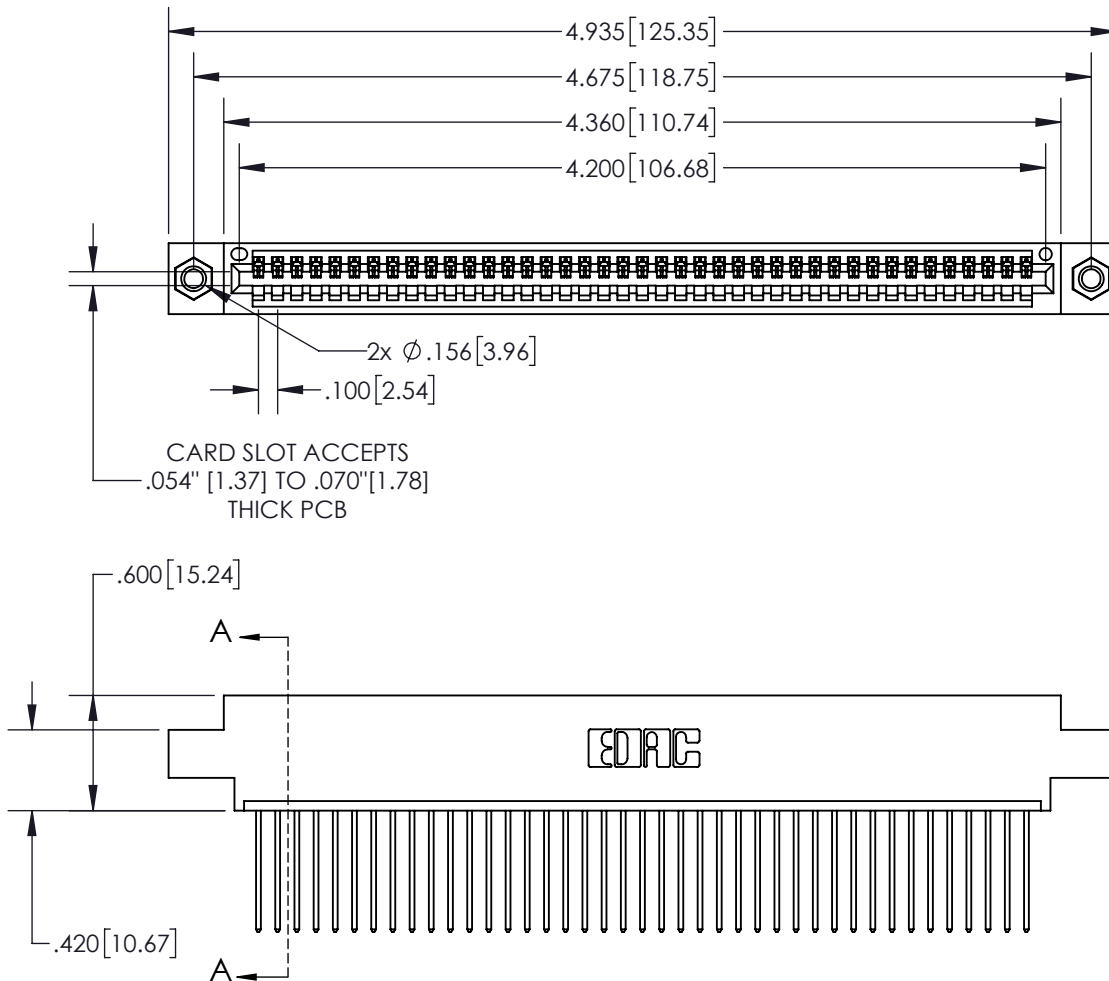 4.935[125.35]
4.675[118.75]
4.360[110.74]
4.200[106.68]
2x Ø .156[3.96]
.100[2.54]
CARD SLOT ACCEPTS
.054" [1.37] TO .070"[1.78]
THICK PCB
.600[15.24]
A
EDAC
.420[10.67]
A